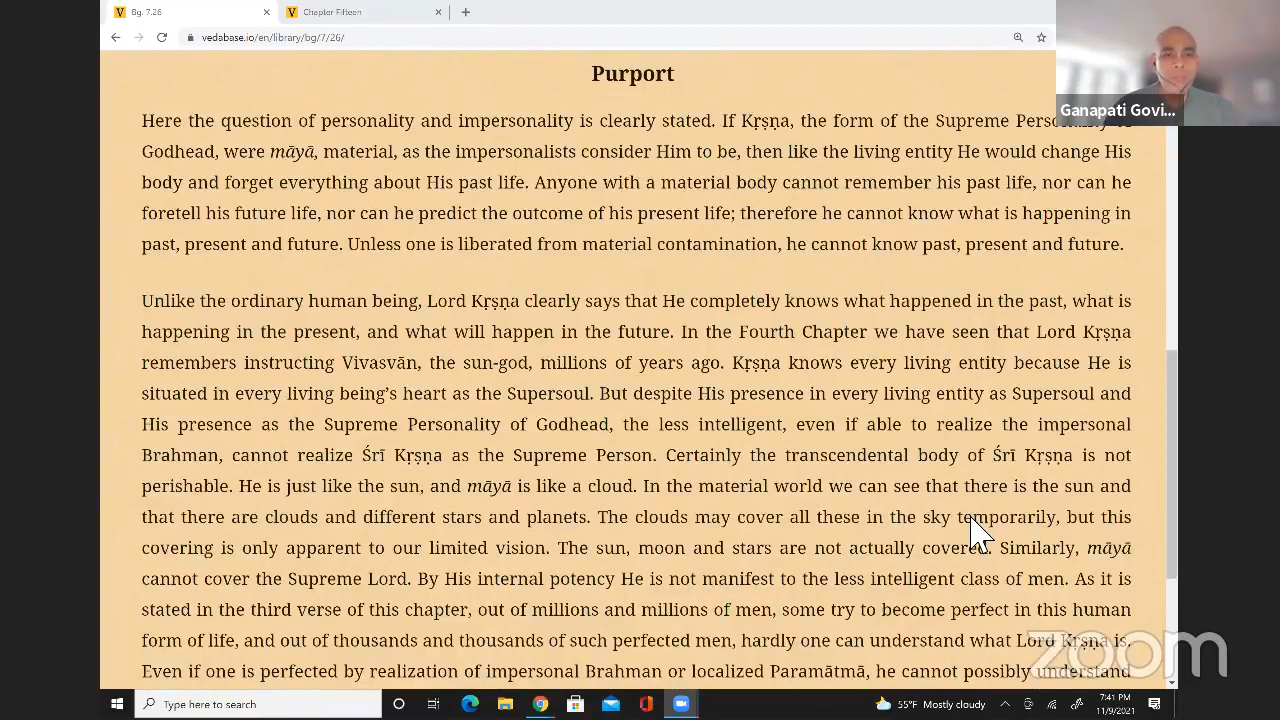 Bg. 7.26
Chapter Fifteen
vedabase.io/en/library/bg/7/26/
Ganapati Govi...
Purport
Here the question of personality and impersonality is clearly stated. If Kṛṣṇa, the form of the Supreme Personality of
Godhead, were māyā, material, as the impersonalists consider Him to be, then like the living entity He would change His
body and forget everything about His past life. Anyone with a material body cannot remember his past life, nor can he
foretell his future life, nor can he predict the outcome of his present life; therefore he cannot know what is happening in
past, present and future. Unless one is liberated from material contamination, he cannot know past, present and future.
Unlike the ordinary human being, Lord Kṛṣṇa clearly says that He completely knows what happened in the past, what is
happening in the present, and what will happen in the future. In the Fourth Chapter we have seen that Lord Kṛṣṇa
remembers instructing Vivasvān, the sun-god, millions of years ago. Kṛṣṇa knows every living entity because He is
situated in every living being’s heart as the Supersoul. But despite His presence in every living entity as Supersoul and
His presence as the Supreme Personality of Godhead, the less intelligent, even if able to realize the impersonal
Brahman, cannot realize Śrī Kṛṣṇa as the Supreme Person. Certainly the transcendental body of Śrī Kṛṣṇa is not
perishable. He is just like the sun, and māyā is like a cloud. In the material world we can see that there is the sun and
that there are clouds and different stars and planets. The clouds may cover all these in the sky temporarily, but this
covering is only apparent to our limited vision. The sun, moon and stars are not actually covered. Similarly, māyā
cannot cover the Supreme Lord. By His internal potency He is not manifest to the less intelligent class of men. As it is
stated in the third verse of this chapter, out of millions and millions of men, some try to become perfect in this human
form of life, and out of thousands and thousands of such perfected men, hardly one can understand what Lord Kṛṣṇa is.
Even if one is perfected by realization of impersonal Brahman or localized Paramātmā, he cannot possibly understand
zoom
Type here to search
55°F Mostly cloudy
7:41 PM
11/9/2021